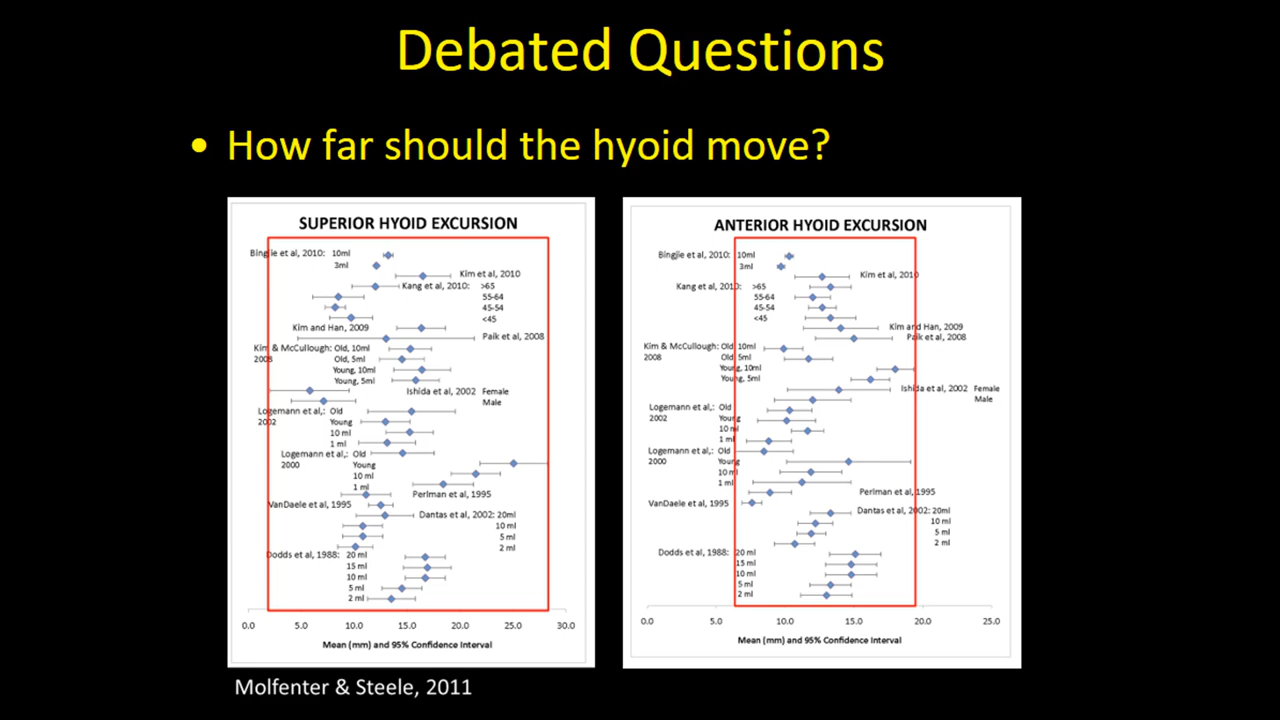 Debated Questions
• How far should the hyoid move?
SUPERIOR HYOID EXCURSION
Bingjie et al, 2010: 10ml
3ml
Kim et al, 2010
Kang et al, 2010: >65
55-64
45-54
<45
Kim and Han, 2009
Paik et al, 2008
Kim & McCullough: Old, 10ml
2008 Old, 5ml
Young, 10ml
Young, 5ml
Ishida et al, 2002 Female
Male
Logemann et al,: Old
2002 Young
10 ml
1 ml
Logemann et al,: Old
2000 Young
10 ml
1 ml
Perlman et al, 1995
VanDaele et al, 1995
Dantas et al, 2002: 20ml
10 ml
5 ml
2 ml
Dodds et al, 1988: 20 ml
15 ml
10 ml
5 ml
2 ml
0.0 5.0 10.0 15.0 20.0 25.0 30.0
Mean (mm) and 95% Confidence Interval
ANTERIOR HYOID EXCURSION
Bingjie et al, 2010: 10ml
3ml
Kim et al, 2010
Kang et al, 2010: >65
55-64
45-54
<45
Kim and Han, 2009
Paik et al, 2008
Kim & McCullough: Old, 10ml
2008 Old, 5ml
Young, 10ml
Young, 5ml
Ishida et al, 2002 Female
Male
Logemann et al,: Old
2002 Young
10 ml
1 ml
Logemann et al,: Old
2000 Young
10 ml
1 ml
Perlman et al, 1995
VanDaele et al, 1995
Dantas et al, 2002: 20ml
10 ml
5 ml
2 ml
Dodds et al, 1988: 20 ml
15 ml
10 ml
5 ml
2 ml
0.0 5.0 10.0 15.0 20.0 25.0
Mean (mm) and 95% Confidence Interval
Molfenter & Steele, 2011